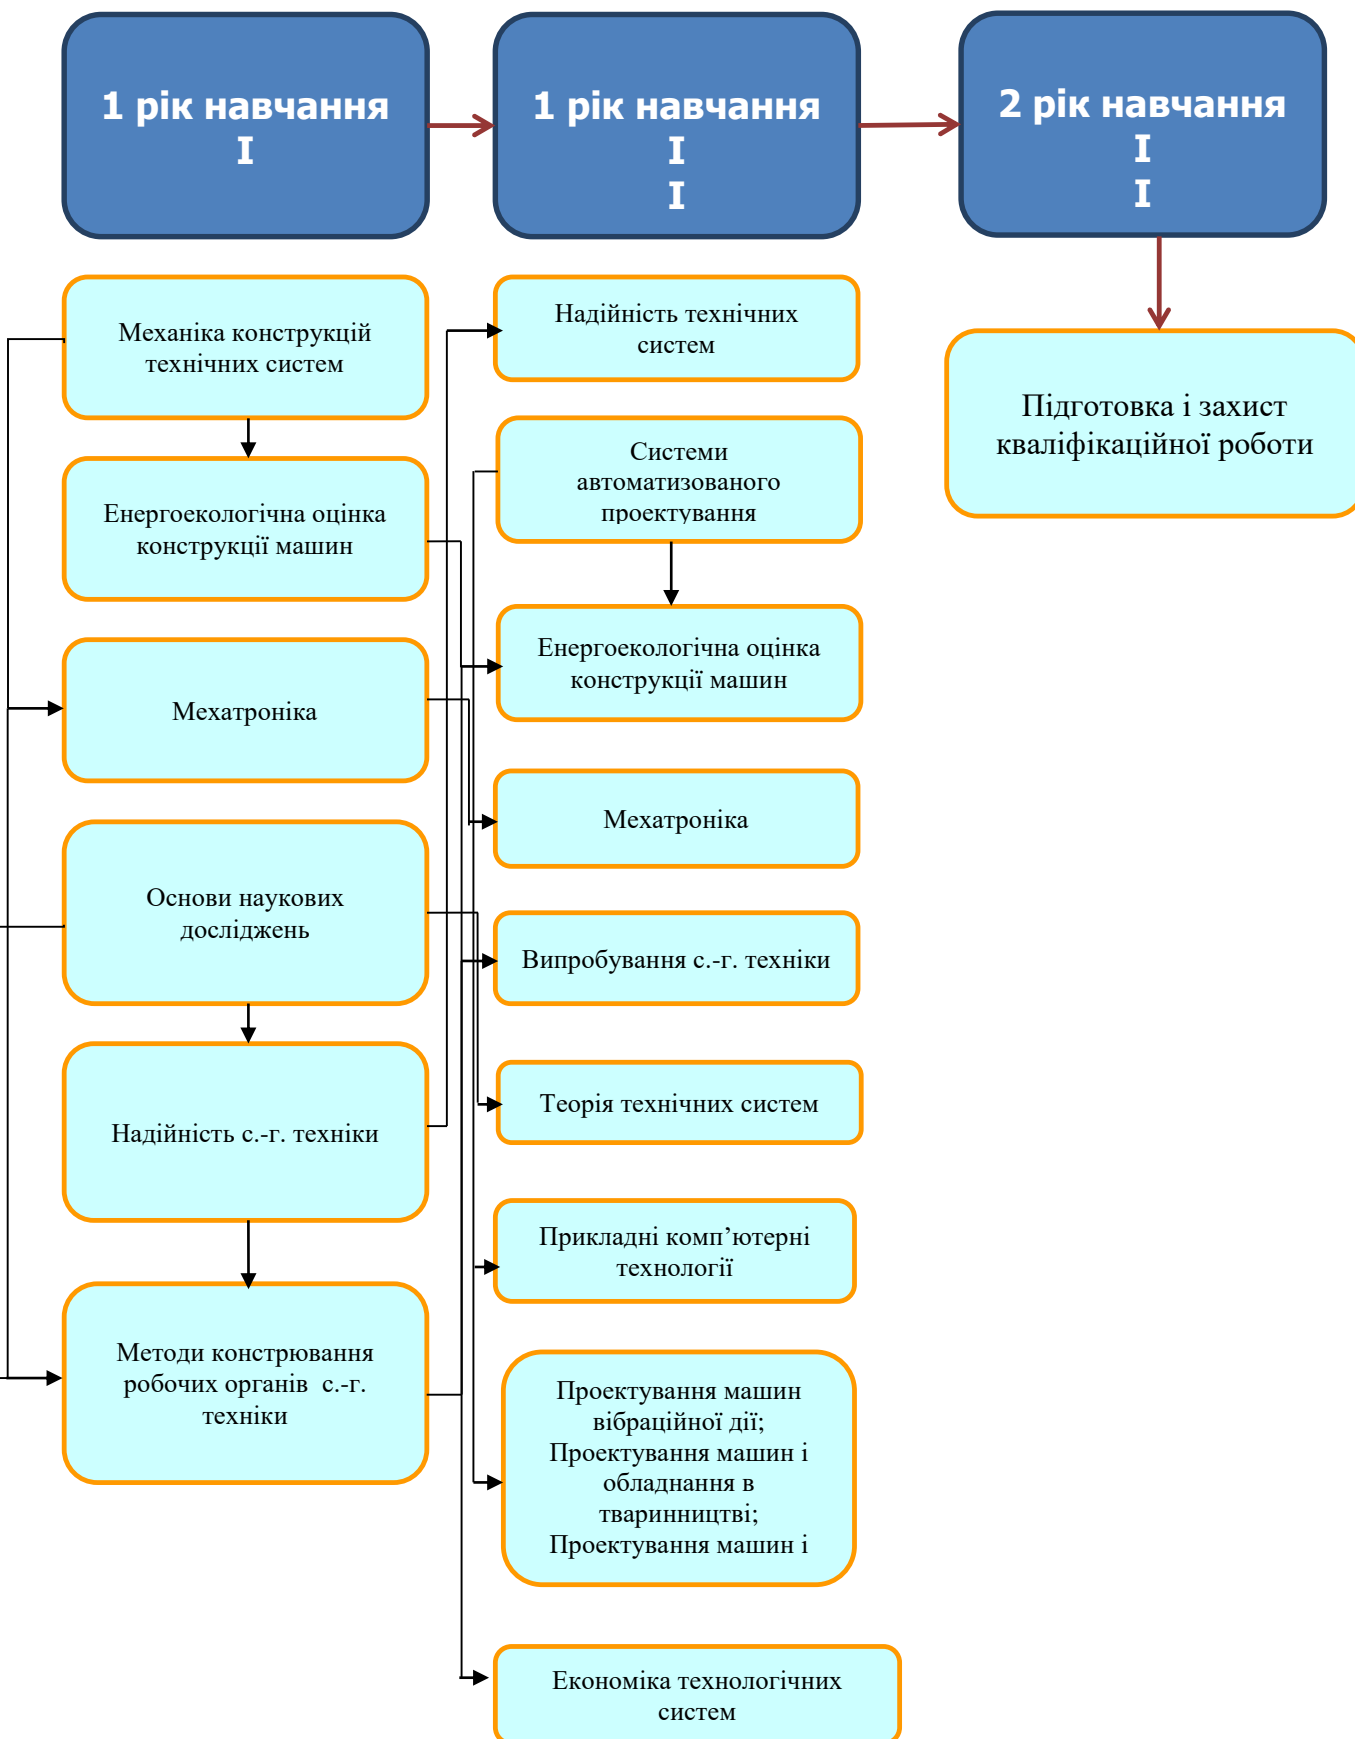 1 рік навчання
І
1 рік навчання
І
І
2 рік навчання
І
І
Механіка конструкцій
технічних систем
Енергоекологічна оцінка
конструкції машин
Мехатроніка
Основи наукових
досліджень
Надійність с.-г. техніки
Методи констрювання
робочих органів с.-г.
техніки
Надійність технічних
систем
Системи
автоматизованого
проектування
Енергоекологічна оцінка
конструкції машин
Мехатроніка
Випробування с.-г. техніки
Теорія технічних систем
Прикладні комп’ютерні
технології
Проектування машин
вібраційної дії;
Проектування машин і
обладнання в
тваринництві;
Проектування машин і
Економіка технологічних
систем
Підготовка і захист
кваліфікаційної роботи